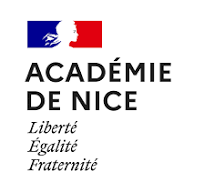 ACADÉMIE
DE NICE
Liberté
Égalité
Fraternité